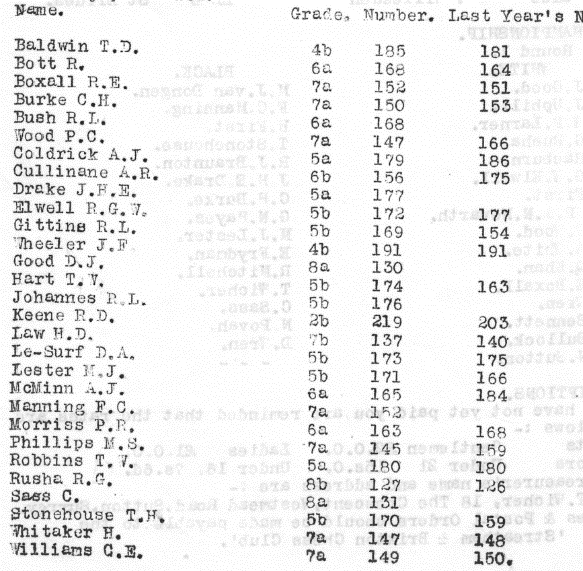 Name. Grade, Number. Last Year's N
Baldwin T.D. 4b 185 181
Bott R. 6a 168 164
Boxall R.E. 7a 152 151
Burke C.H. 7a 150 153
Bush R.L. 6a 168
Wood P.C. 7a 147 166
Coldrick A.J. 5a 179 186
Cullinane A.R. 6b 156 175
Drake J.H.E. 5a 177
Elwell R.G.W. 5b 172 177
Gittins R.L. 5b 169 154
Wheeler J.F 4b 191 191
Good D.J. 8a 130
Hart T.V. 5b 174 163
Johannes R.L. 5b 176
Keene R.D. 2b 219 203
Law H.D. 7b 137 140
Le-Surf D.A. 5b 173 175
Lester M.J. 5b 171 166
McMinn A.J. 6a 165 184
Manning F.C. 7a 152
Morriss P.R. 6a 163 168
Phillips M.S. 7a 145 159
Robbins T.V. 5a 180 180
Rusha R.G. 8b 127 126
Sass C. 8a 131
Stonehouse T.H. 5b 170 159
Whitaker H. 7a 147 148
Williams C.E. 7a 149 150.